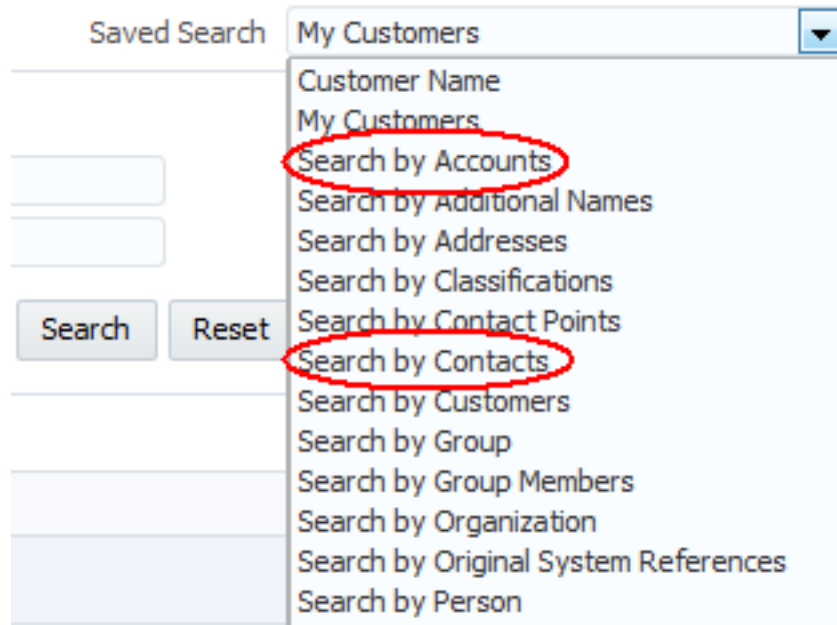 Saved Search My Customers
Customer Name
My Customers
Search by Accounts
Search by Additional Names
Search by Addresses
Search by Classifications
Search by Contact Points
Search Reset
Search by Contacts
Search by Customers
Search by Group
Search by Group Members
Search by Organization
Search by Original System References
Search by Person